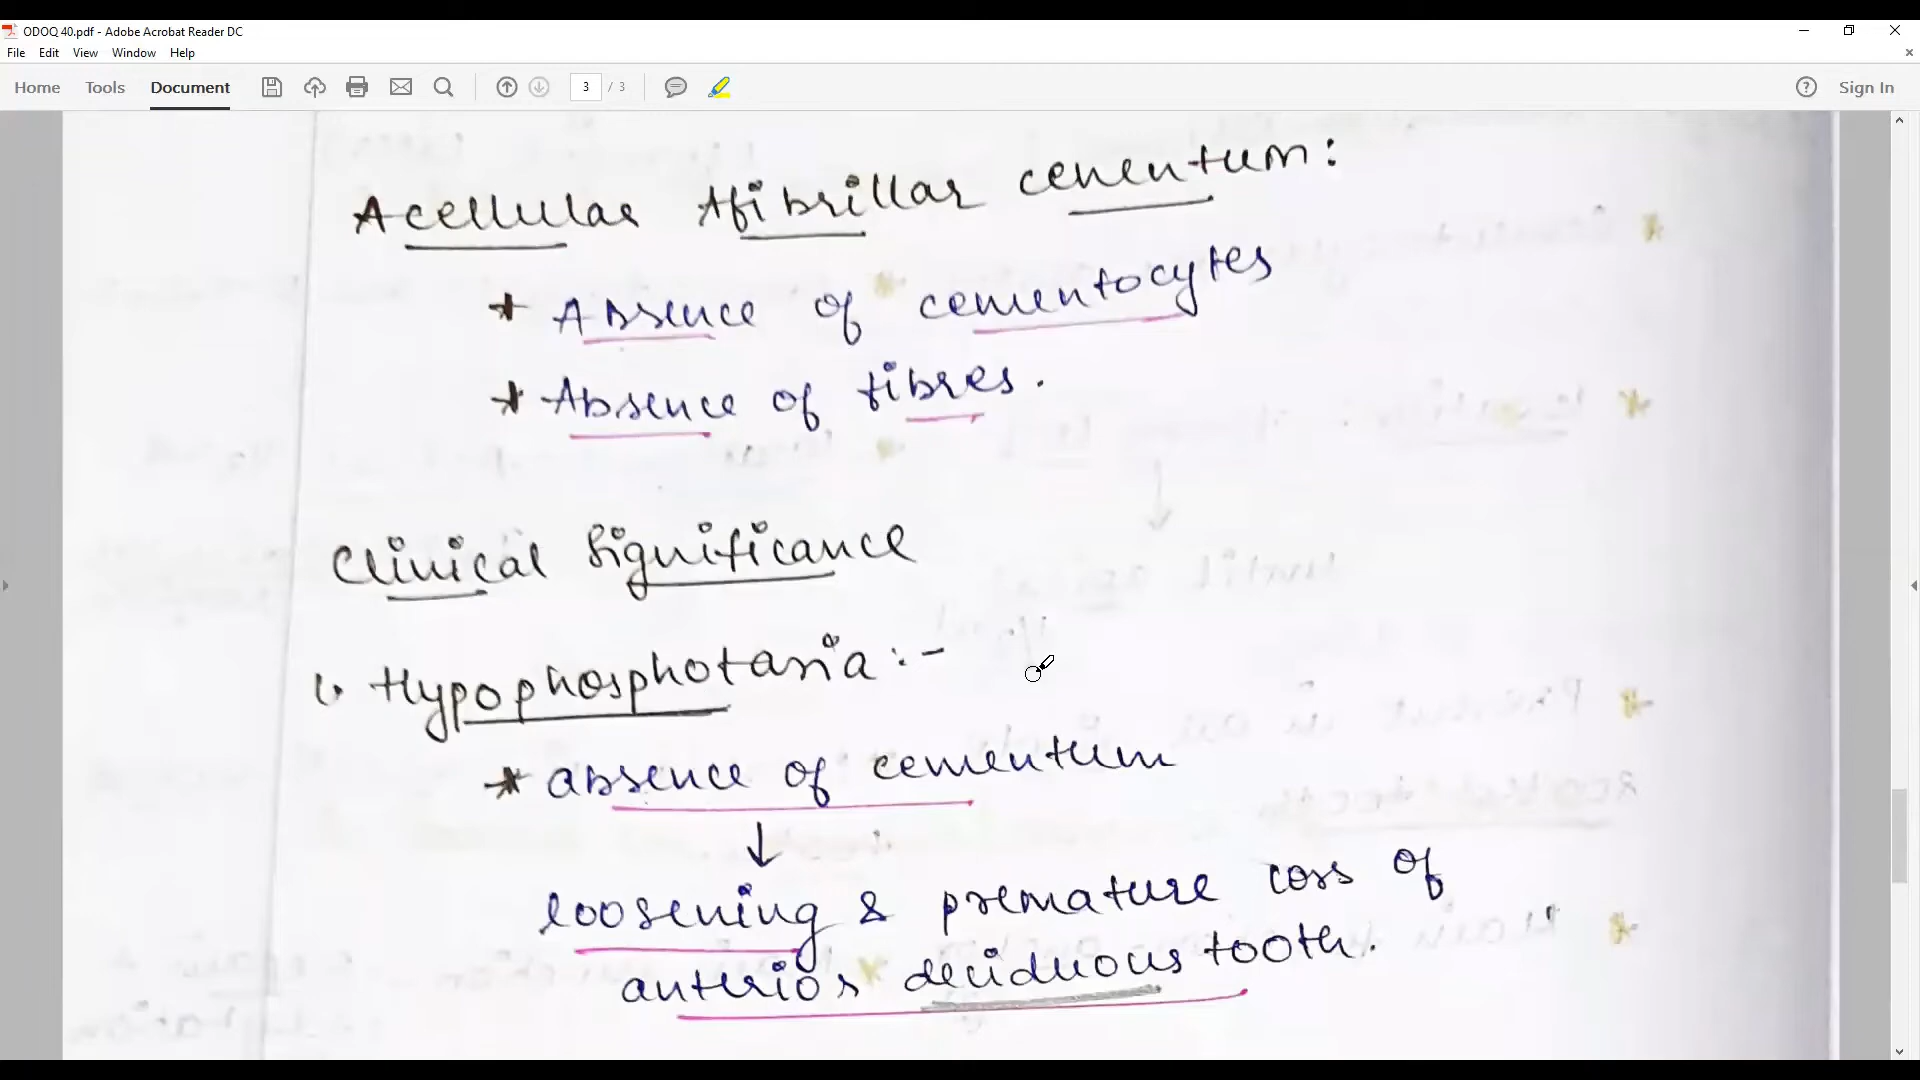 ODOQ 40.pdf - Adobe Acrobat Reader DC
File Edit View Window Help
Home Tools Document 3 / 3 Sign In
Acellular Afibrillar cementum:
* Absence of cementocytes
* Absence of fibres.
Clinical Significance
1. Hypophosphotasia:-
* absence of cementum
↓
loosening & premature loss of
anterior deciduous tooth.